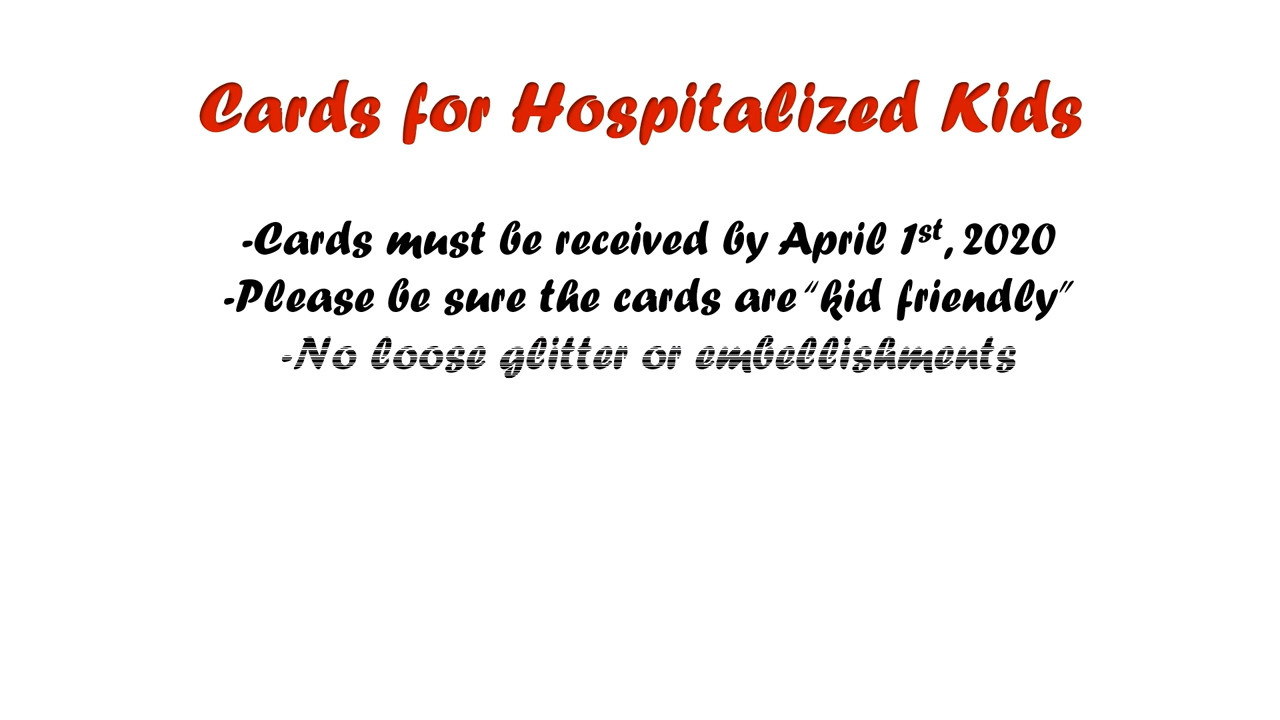 Cards for Hospitalized Kids
-Cards must be received by April 1st, 2020
-Please be sure the cards are “kid friendly”
-No loose glitter or embellishments